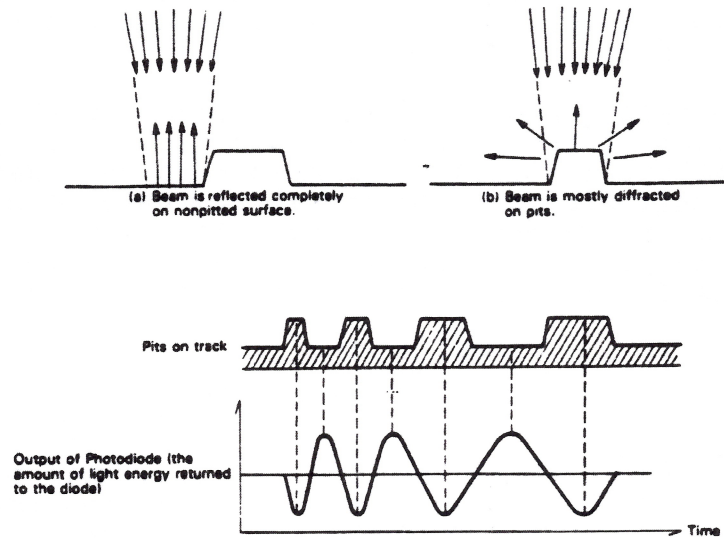 (a) Beam is reflected completely
on nonpitted surface.
(b) Beam is mostly diffracted
on pits.
Pits on track
Output of Photodiode (the
amount of light energy returned
to the diode)
Time